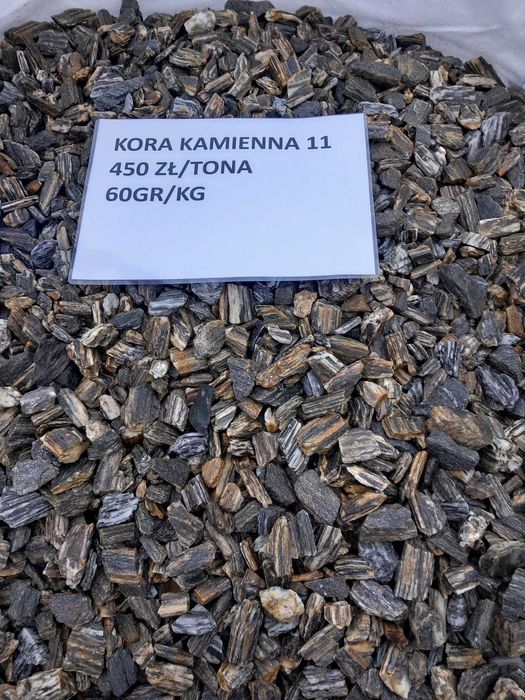 KORA KAMIENNA 11
450 ZŁ/TONA
60GR/KG